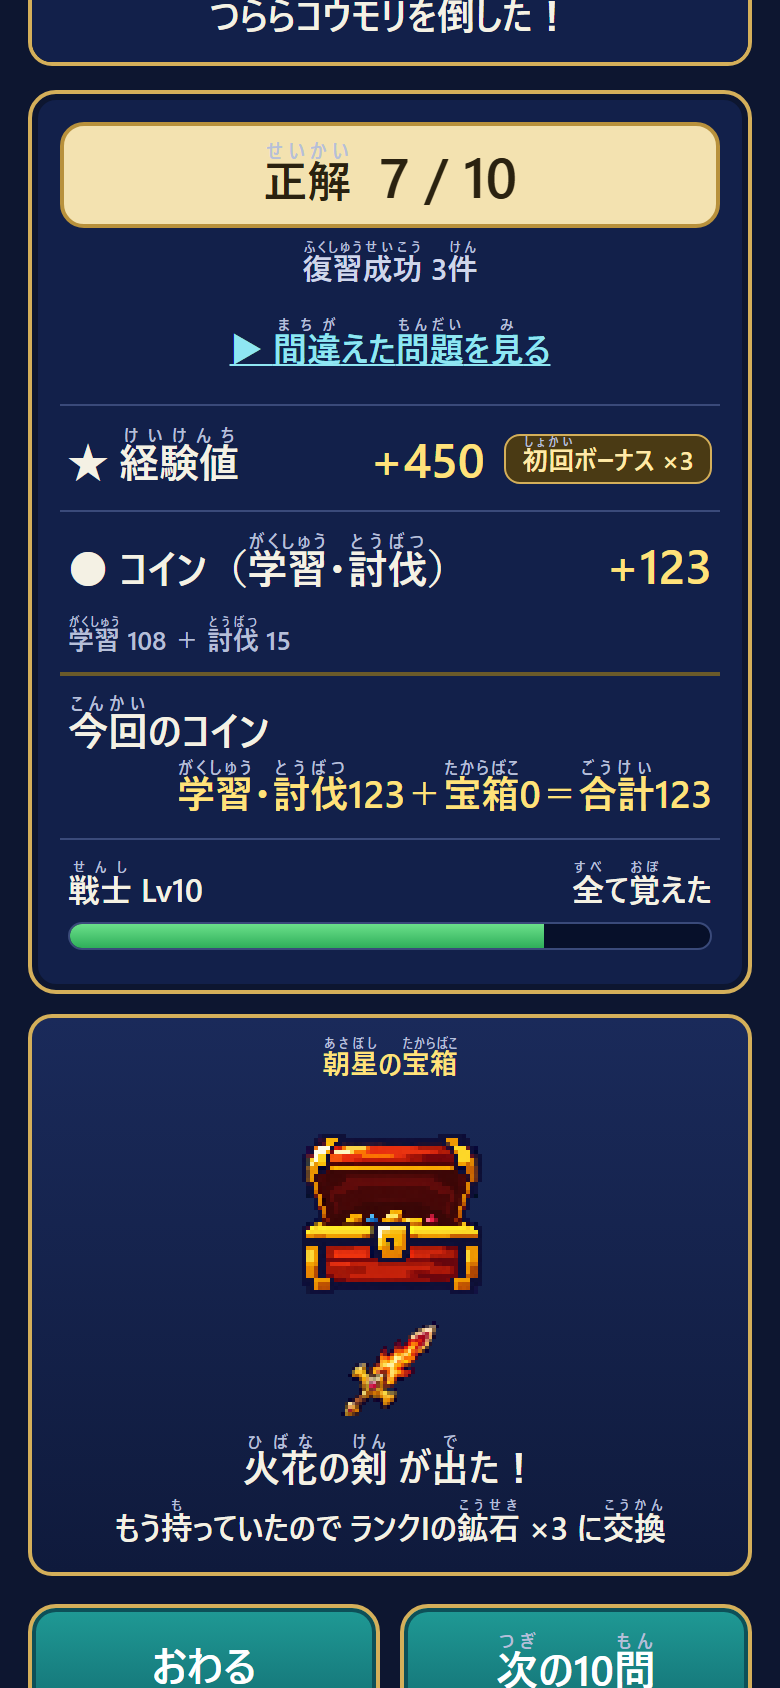 つららコウモリを倒した！
せいかい
正解 7 / 10
ふくしゅうせいこう けん
復習成功 3件
まちが もんだい み
▶ 間違えた問題を見る
けいけんち
★ 経験値 +450
しょかい
初回ボーナス ×3
がくしゅう とうばつ
● コイン（学習・討伐） +123
がくしゅう とうばつ
学習 108 ＋ 討伐 15
こんかい
今回のコイン
がくしゅう とうばつ たからばこ ごうけい
学習・討伐123＋宝箱0＝合計123
せんし すべ おぼ
戦士 Lv10 全て覚えた
あさぼし たからばこ
朝星の宝箱
ひばな けん で
火花の剣 が出た！
も こうせき こうかん
もう持っていたので ランクIの鉱石 ×3 に交換
おわる
つぎ もん
次の10問